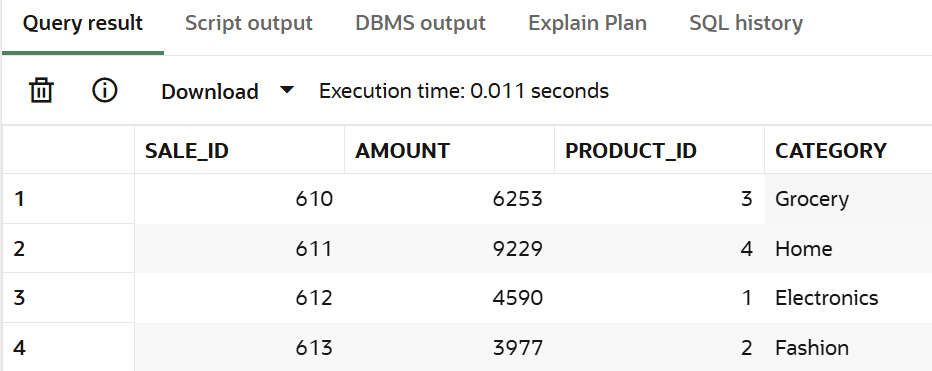 Query result Script output DBMS output Explain Plan SQL history
Download Execution time: 0.011 seconds
SALE_ID AMOUNT PRODUCT_ID CATEGORY
1 610 6253 3 Grocery
2 611 9229 4 Home
3 612 4590 1 Electronics
4 613 3977 2 Fashion